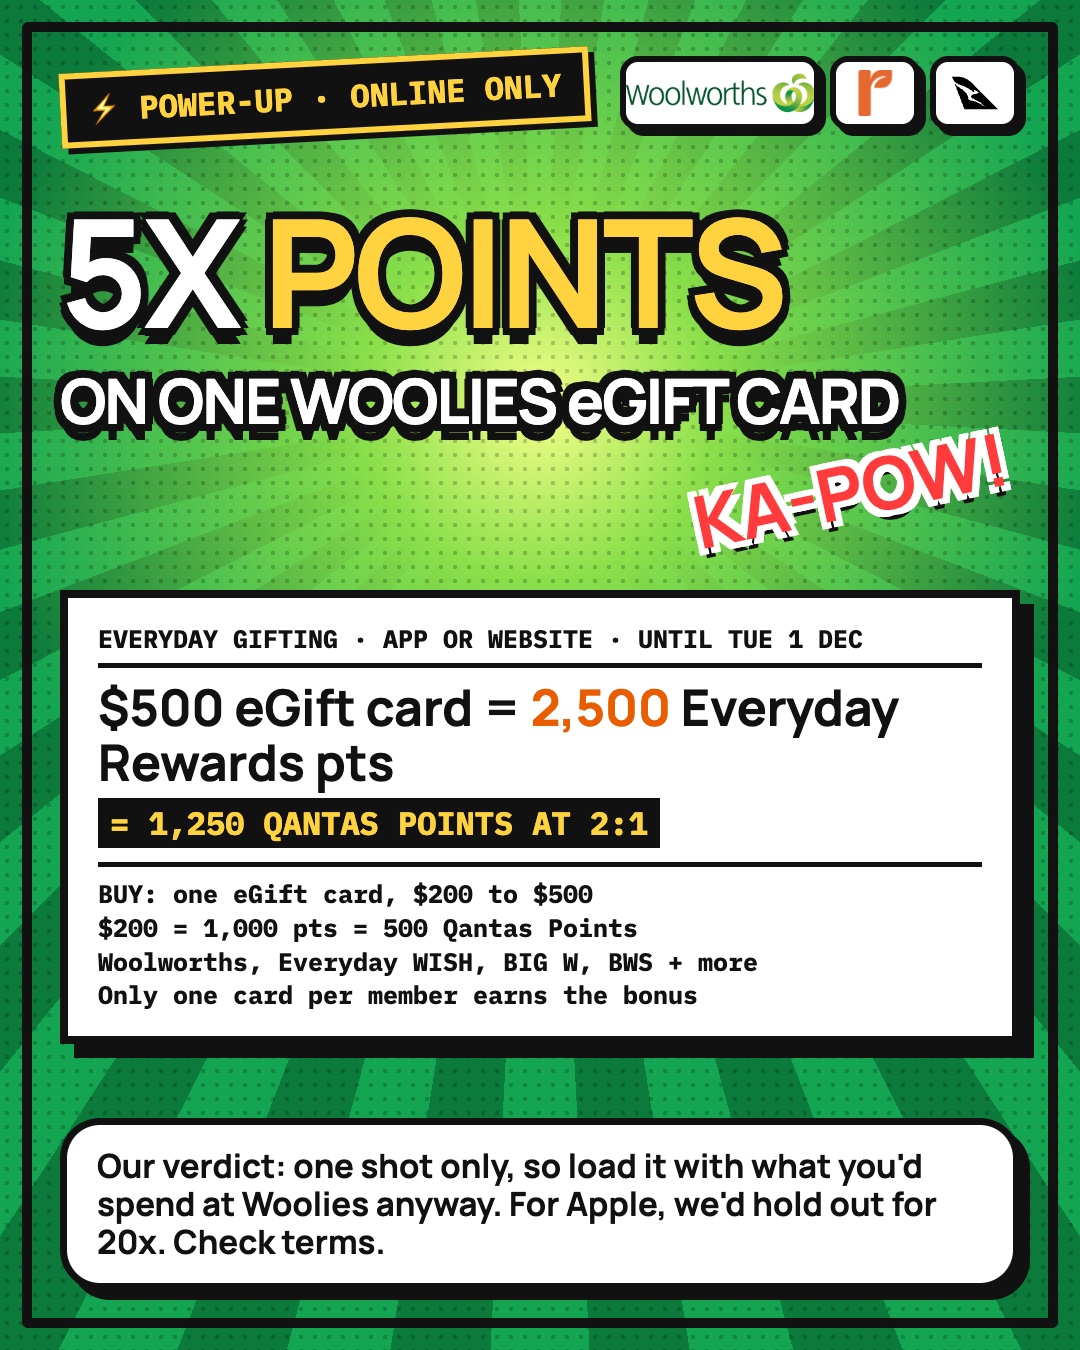 ⚡ POWER-UP · ONLINE ONLY
Woolworths
r
5X POINTS
ON ONE WOOLIES eGIFT CARD
KA-POW!
EVERYDAY GIFTING · APP OR WEBSITE · UNTIL TUE 1 DEC
$500 eGift card = 2,500 Everyday
Rewards pts
= 1,250 QANTAS POINTS AT 2:1
BUY: one eGift card, $200 to $500
$200 = 1,000 pts = 500 Qantas Points
Woolworths, Everyday WISH, BIG W, BWS + more
Only one card per member earns the bonus
Our verdict: one shot only, so load it with what you'd
spend at Woolies anyway. For Apple, we'd hold out for
20x. Check terms.